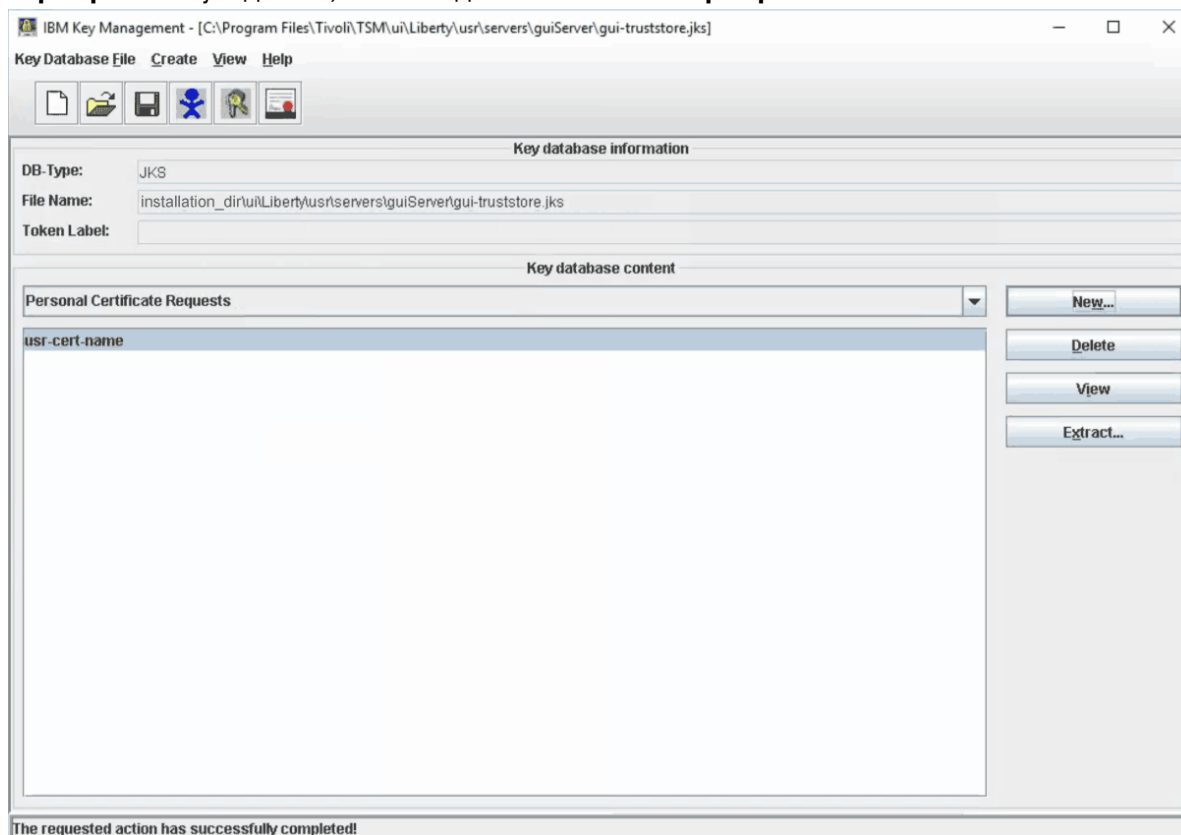 IBM Key Management - [C:\Program Files\Tivoli\TSM\ui\Liberty\usr\servers\guiServer\gui-truststore.jks]
Key Database File Create View Help
Key database information
DB-Type: JKS
File Name: installation_dir\ui\Liberty\usr\servers\guiServer\gui-truststore.jks
Token Label:
Key database content
Personal Certificate Requests
New...
usr-cert-name
Delete
View
Extract...
The requested action has successfully completed!